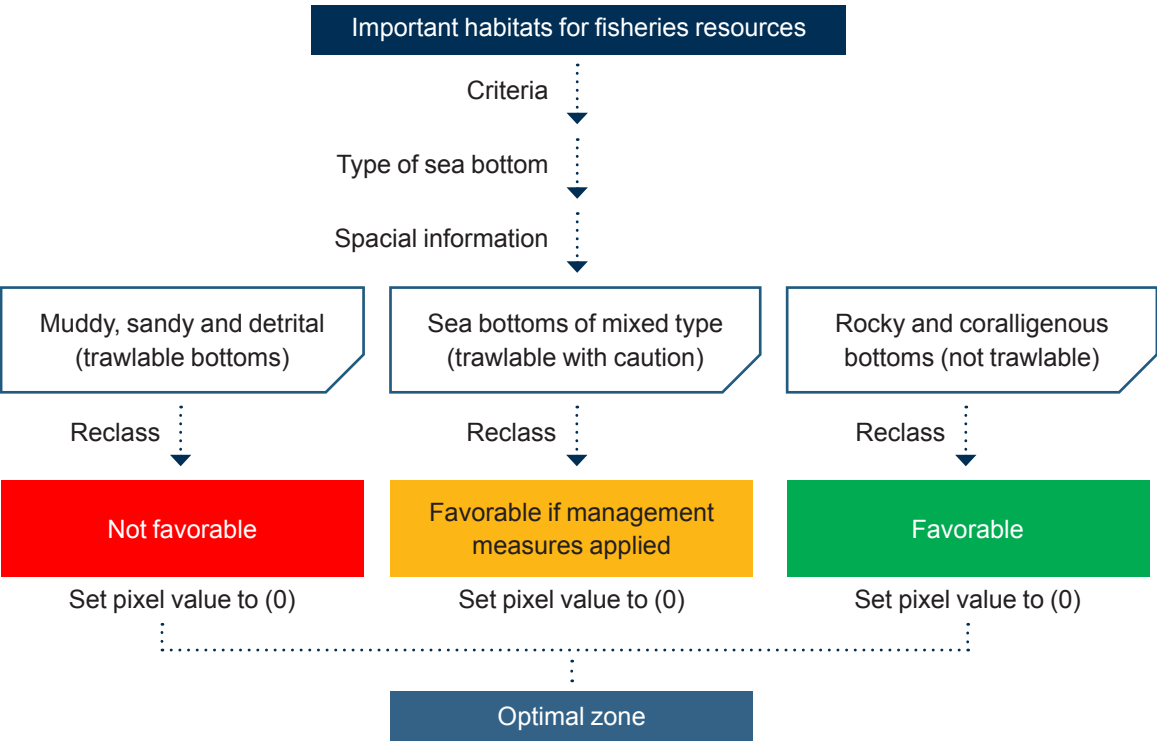 Important habitats for fisheries resources
Criteria
Type of sea bottom
Spacial information
Muddy, sandy and detrital
(trawlable bottoms)
Sea bottoms of mixed type
(trawlable with caution)
Rocky and coralligenous
bottoms (not trawlable)
Reclass
Reclass
Reclass
Not favorable
Favorable if management
measures applied
Favorable
Set pixel value to (0)
Set pixel value to (0)
Set pixel value to (0)
Optimal zone